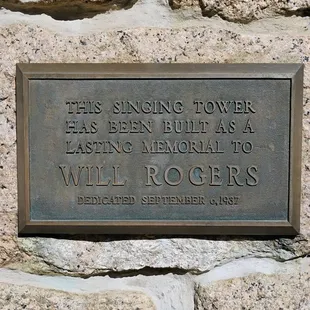 THIS SINGING TOWER
HAS BEEN BUILT AS A
LASTING MEMORIAL TO
WILL ROGERS
DEDICATED SEPTEMBER 6, 1937